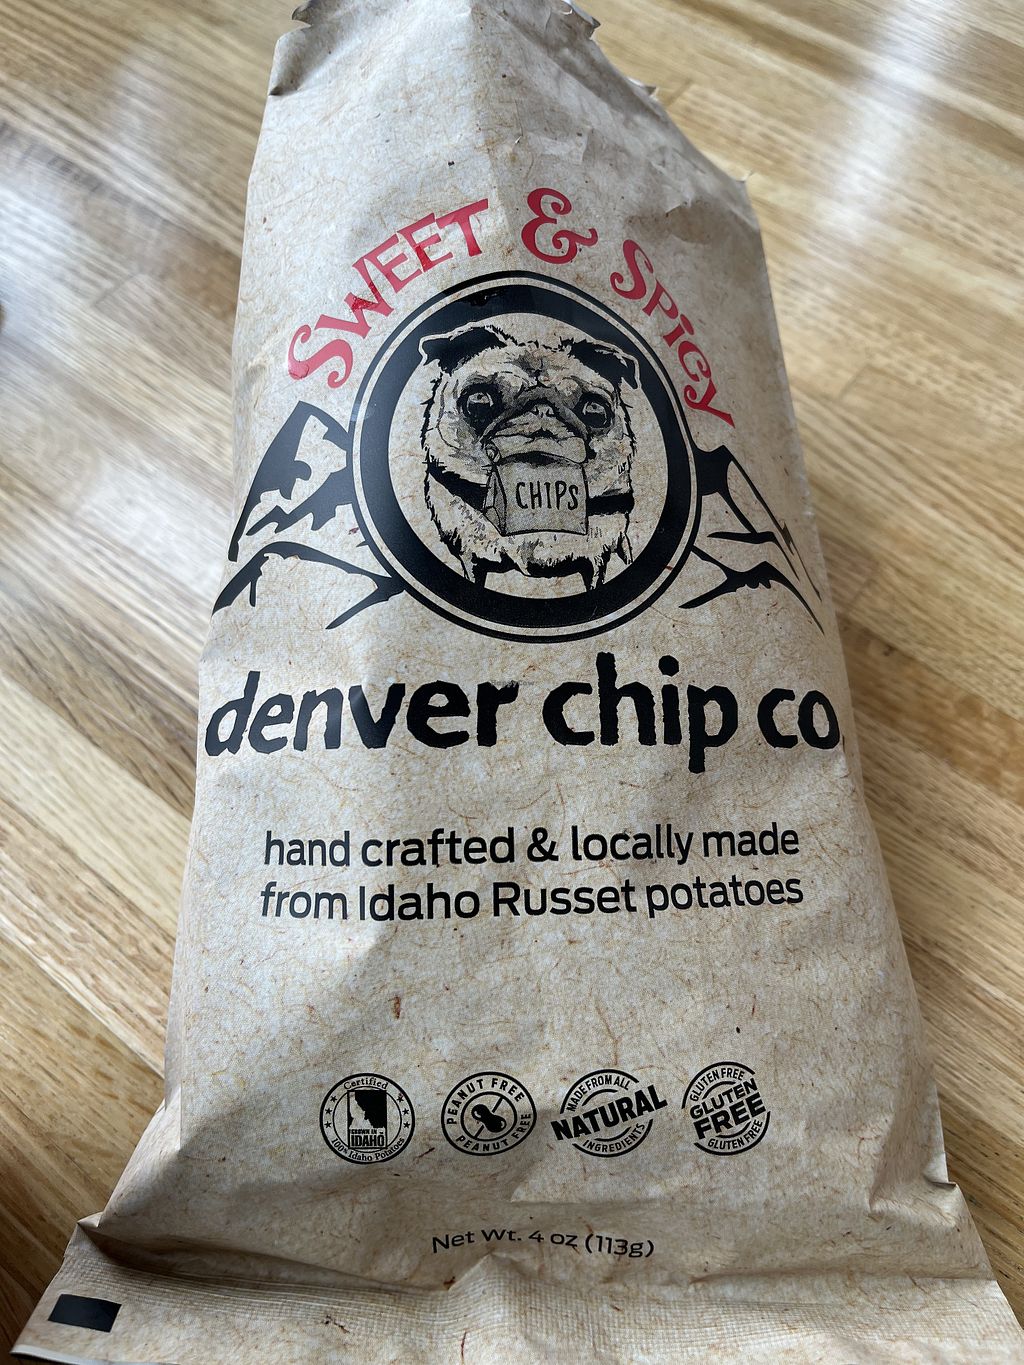 SWEET & SPICY
CHIPS
denver chip co.
hand crafted & locally made
from Idaho Russet potatoes
Certified
GROWN IN
IDAHO
100% Idaho Potatoes
PEANUT FREE
PEANUT FREE
MADE FROM ALL
NATURAL
INGREDIENTS
GLUTEN FREE
GLUTEN
FREE
GLUTEN FREE
Net Wt. 4 oz (113g)